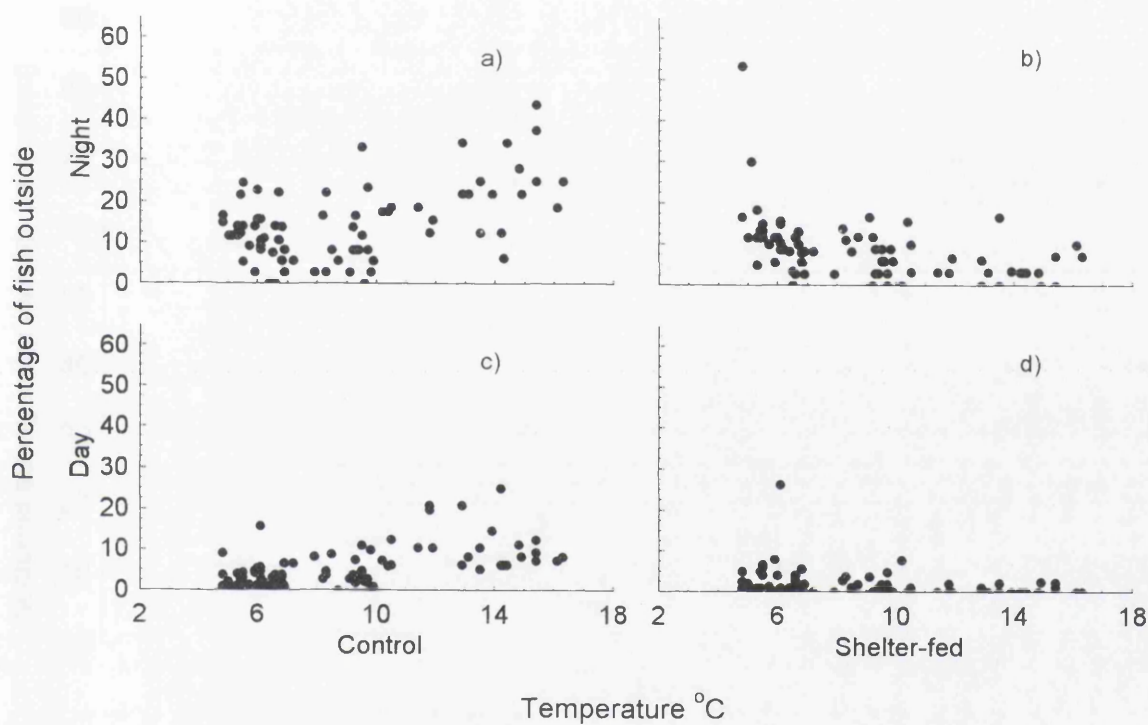 Percentage of fish outside
Night
60
50
40
30
20
10
0
a)
b)
Day
60
50
40
30
20
10
0
c)
d)
2 6 10 14 18
2 6 10 14 18
Control
Shelter-fed
Temperature °C